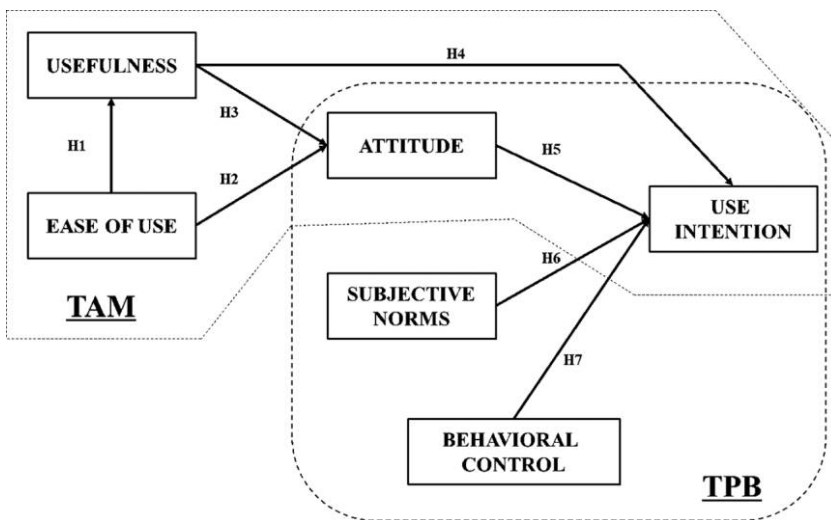 H4
USEFULNESS
H3
H1
ATTITUDE
H5
H2
EASE OF USE
USE
INTENTION
H6
TAM
SUBJECTIVE
NORMS
H7
BEHAVIORAL
CONTROL
TPB